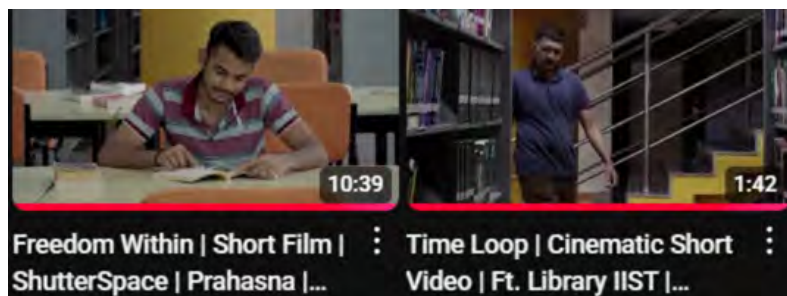 10:39
1:42
Freedom Within | Short Film |
ShutterSpace | Prahasna |...
Time Loop | Cinematic Short
Video | Ft. Library IIST |...